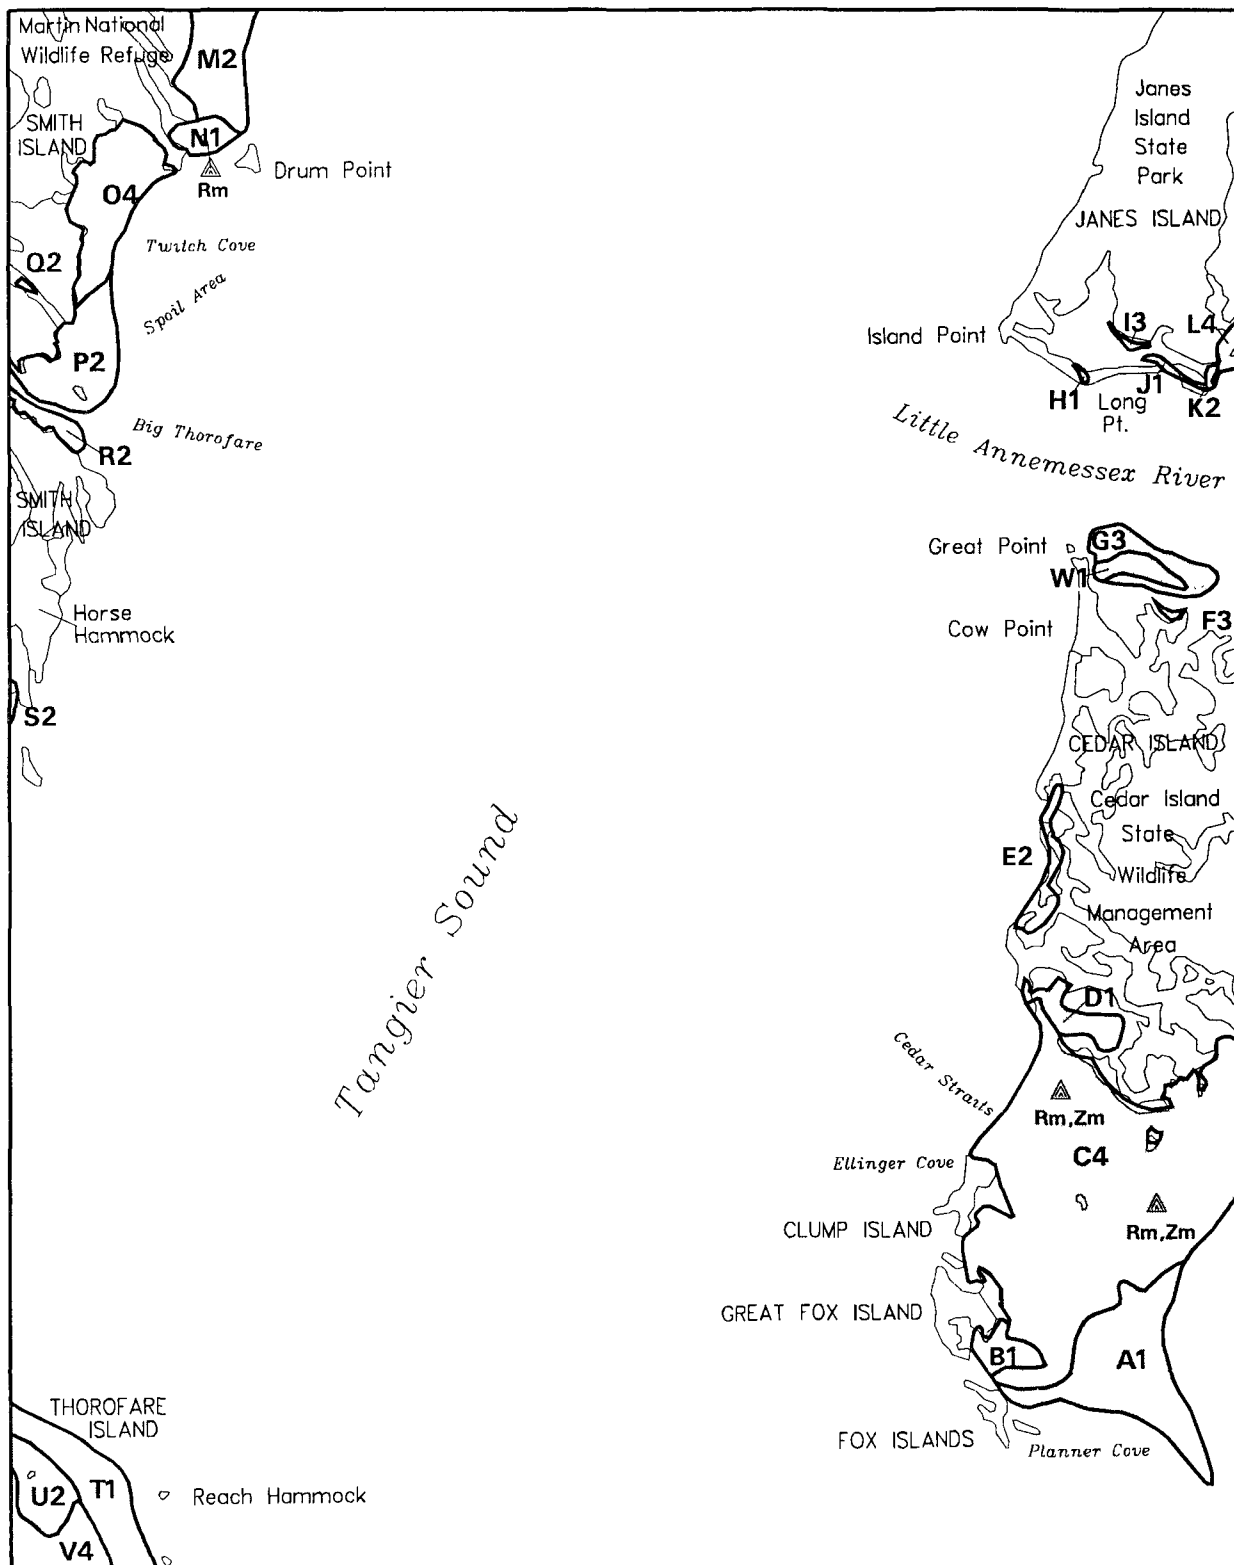 Martin National
Wildlife Refuge
M2
SMITH
ISLAND
N1
Drum Point
Rm
O4
Twitch Cove
Q2
Spoil Area
P2
Big Thorofare
R2
SMITH
ISLAND
Horse
Hammock
S2
Janes
Island
State
Park
JANES ISLAND
Island Point
I3
L4
H1
J1
K2
Long
Pt.
Little Annemessex River
Great Point
G3
W1
Cow Point
F3
CEDAR ISLAND
Cedar Island
State
Wildlife
Management
Area
E2
D1
Tangier Sound
Cedar Straits
Rm,Zm
C4
Ellinger Cove
CLUMP ISLAND
Rm,Zm
GREAT FOX ISLAND
B1
A1
FOX ISLANDS
Planner Cove
THOROFARE
ISLAND
U2
T1
Reach Hammock
V4